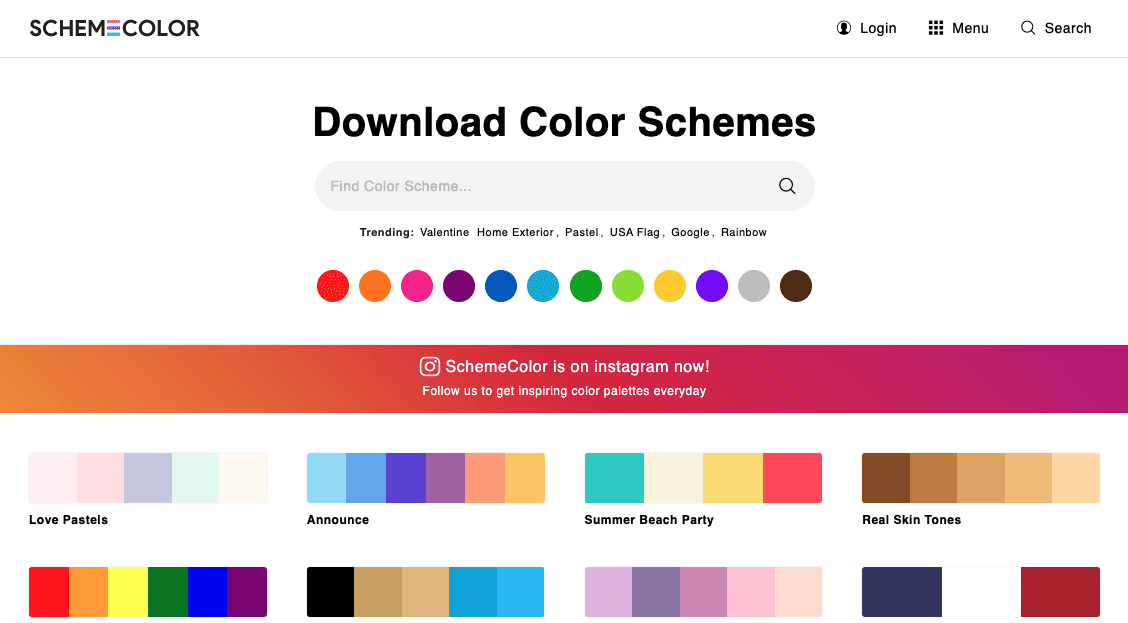 SCHEMECOLOR
Login Menu Search
Download Color Schemes
Find Color Scheme...
Trending: Valentine Home Exterior, Pastel, USA Flag, Google, Rainbow
SchemeColor is on instagram now!
Follow us to get inspiring color palettes everyday
Love Pastels
Announce
Summer Beach Party
Real Skin Tones